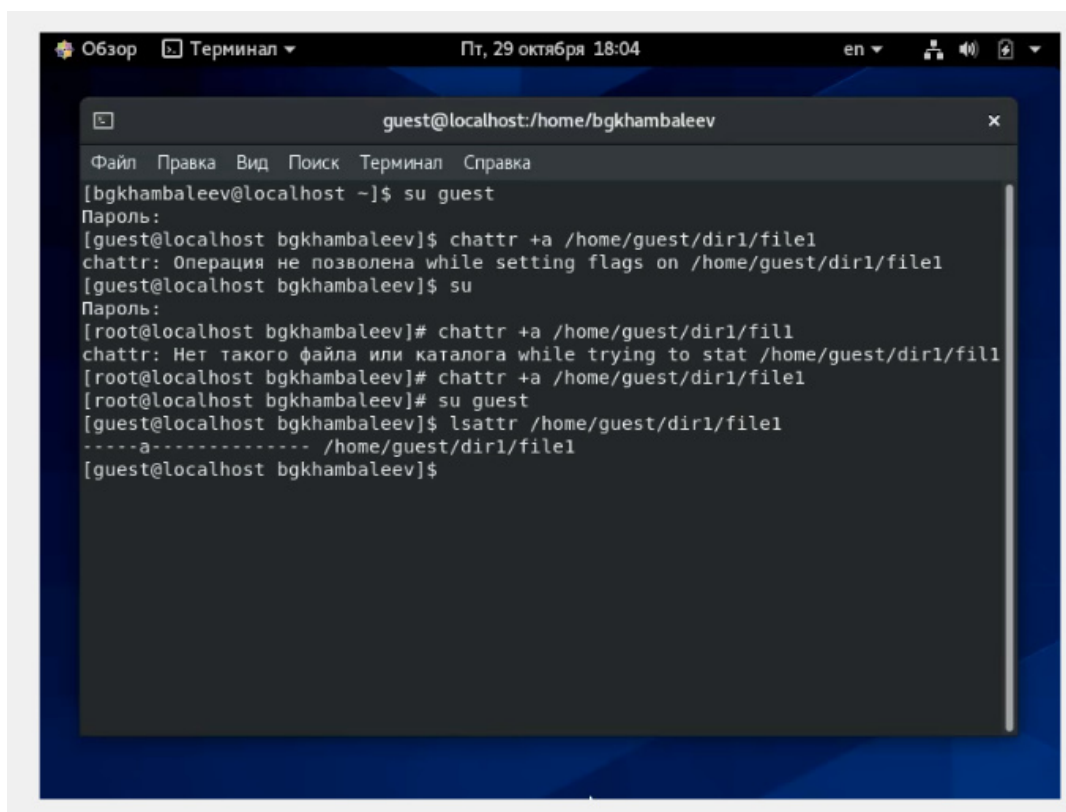 Обзор Терминал Пт, 29 октября 18:04 en
guest@localhost:/home/bgkhambaleev
Файл Правка Вид Поиск Терминал Справка
[bgkhambaleev@localhost ~]$ su guest
Пароль:
[guest@localhost bgkhambaleev]$ chattr +a /home/guest/dir1/file1
chattr: Операция не позволена while setting flags on /home/guest/dir1/file1
[guest@localhost bgkhambaleev]$ su
Пароль:
[root@localhost bgkhambaleev]# chattr +a /home/guest/dir1/fil1
chattr: Нет такого файла или каталога while trying to stat /home/guest/dir1/fil1
[root@localhost bgkhambaleev]# chattr +a /home/guest/dir1/file1
[root@localhost bgkhambaleev]# su guest
[guest@localhost bgkhambaleev]$ lsattr /home/guest/dir1/file1
-----a-------------- /home/guest/dir1/file1
[guest@localhost bgkhambaleev]$